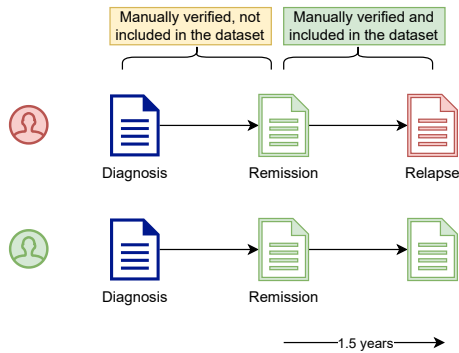 Manually verified, not
included in the dataset
Manually verified and
included in the dataset
Diagnosis
Remission
Relapse
Diagnosis
Remission
1.5 years